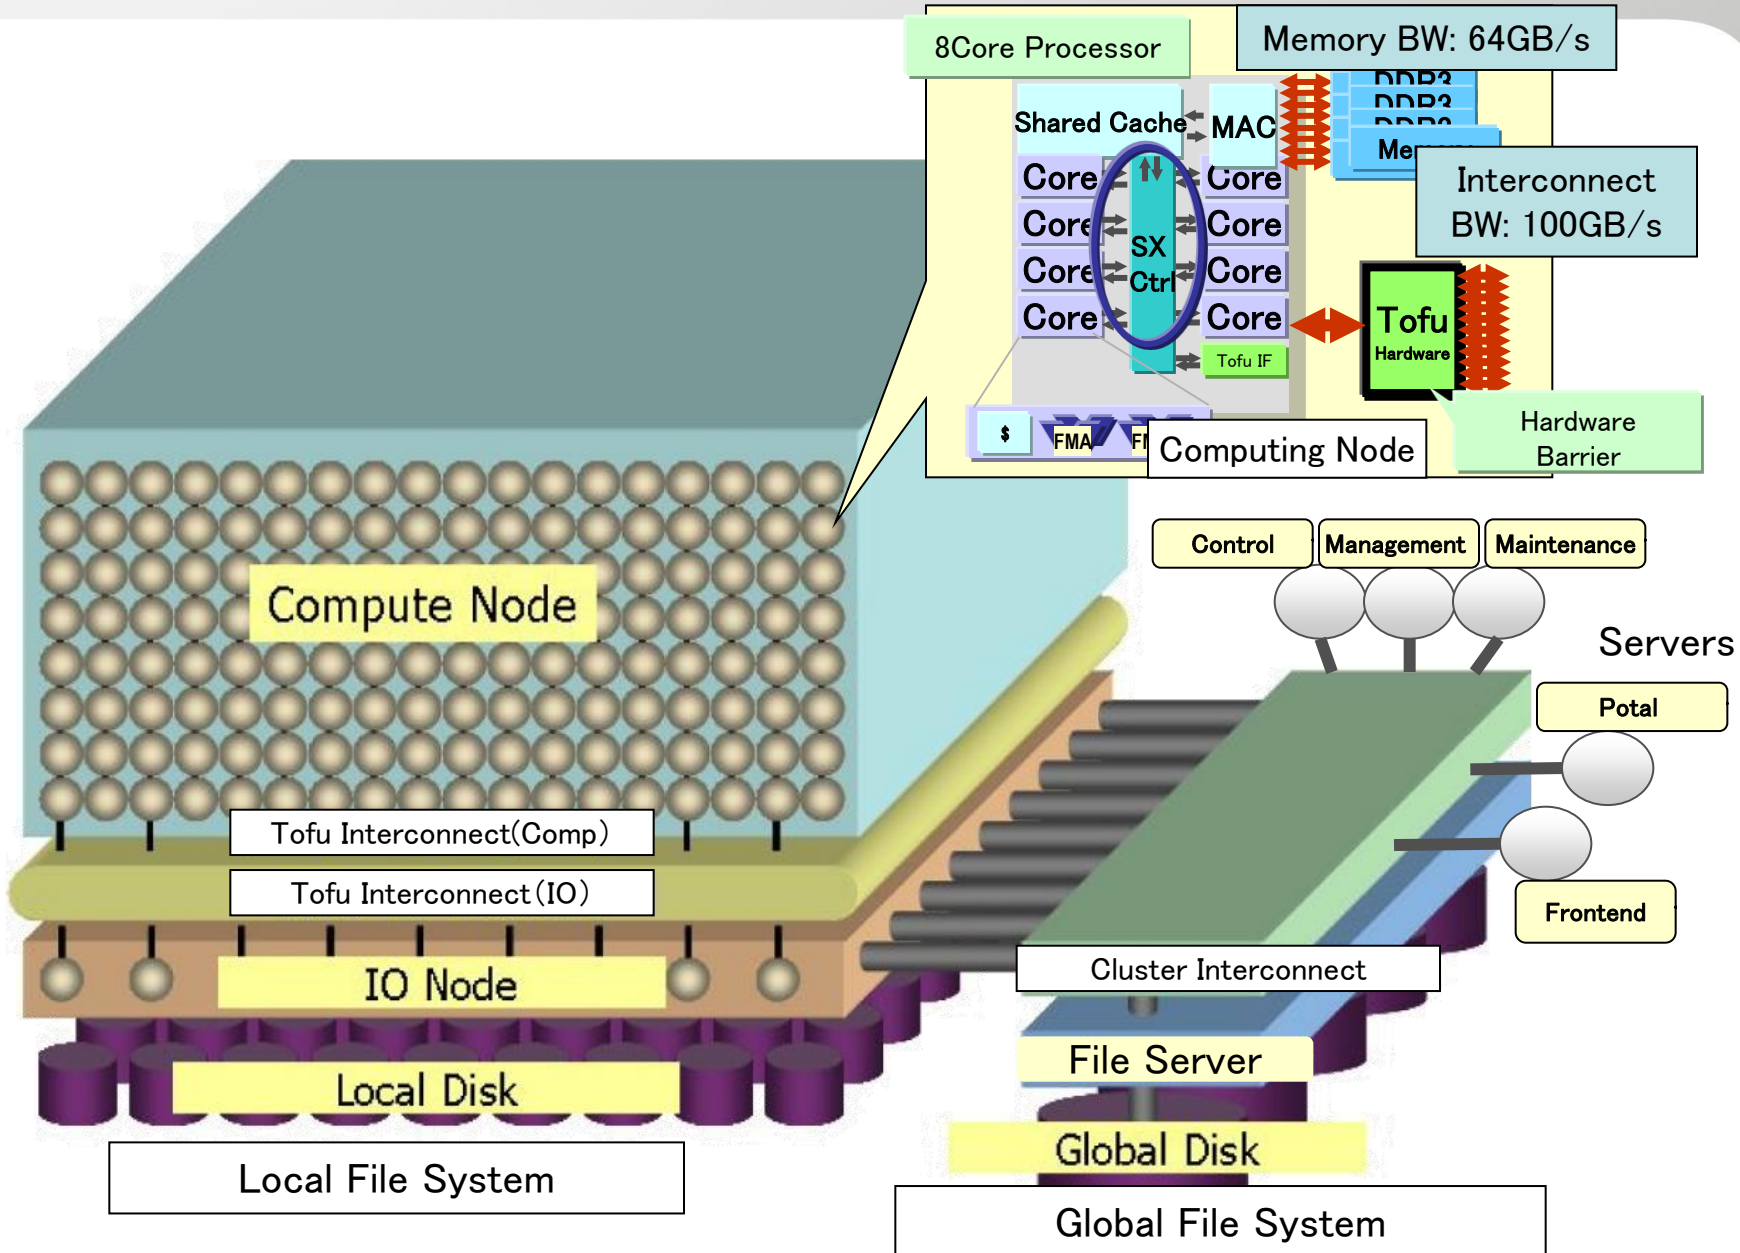 8Core Processor
Memory BW: 64GB/s
DDR3
DDR3
Shared Cache
MAC
Core
Core
Core
Core
Core
Core
Core
Core
SX
Ctrl
Tofu IF
Interconnect
BW: 100GB/s
Tofu
Hardware
Hardware
Barrier
$
FMA
Computing Node
Control
Management
Maintenance
Servers
Potal
Frontend
Compute Node
Tofu Interconnect(Comp)
Tofu Interconnect(IO)
IO Node
Local Disk
Local File System
Cluster Interconnect
File Server
Global Disk
Global File System